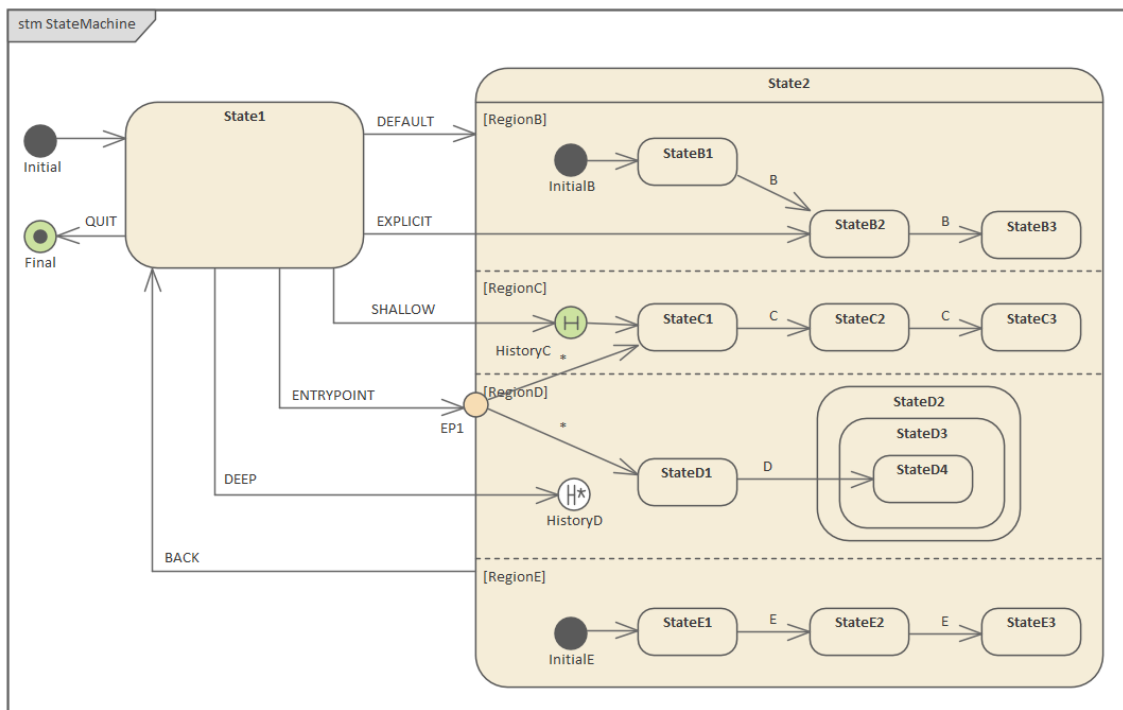 stm StateMachine
State2
State1
[RegionB]
DEFAULT
Initial
StateB1
InitialB
B
QUIT
EXPLICIT
StateB2
B
StateB3
Final
[RegionC]
SHALLOW
HistoryC
StateC1
C
StateC2
C
StateC3
*
[RegionD]
ENTRYPOINT
EP1
*
StateD2
StateD3
StateD1
D
StateD4
DEEP
H*
HistoryD
BACK
[RegionE]
InitialE
StateE1
E
StateE2
E
StateE3
H